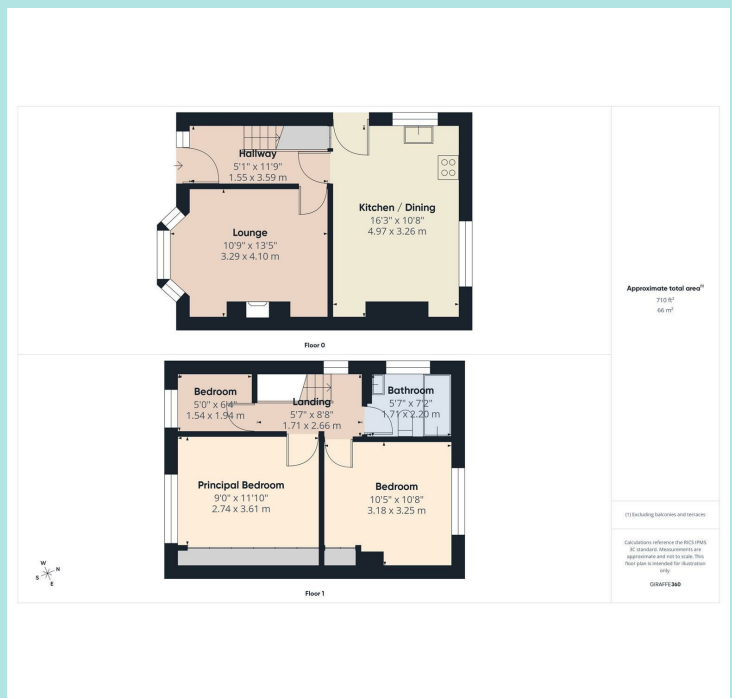 Hallway
5'1" x 11'9"
1.55 x 3.59 m
Kitchen / Dining
16'3" x 10'8"
4.97 x 3.26 m
Lounge
10'9" x 13'5"
3.29 x 4.10 m
Floor 0
Approximate total area⁽¹⁾
710 ft²
66 m²
Bedroom
5'0" x 6'4"
1.54 x 1.94 m
Landing
5'7" x 8'8"
1.71 x 2.66 m
Bathroom
5'7" x 7'2"
1.71 x 2.20 m
Principal Bedroom
9'0" x 11'10"
2.74 x 3.61 m
Bedroom
10'5" x 10'8"
3.18 x 3.25 m
Floor 1
W
N
S
E
(1) Excluding balconies and terraces
Calculations reference the RICS IPMS
3C standard. Measurements are
approximate and not to scale. This
floor plan is intended for illustration
only.
GIRAFFE360